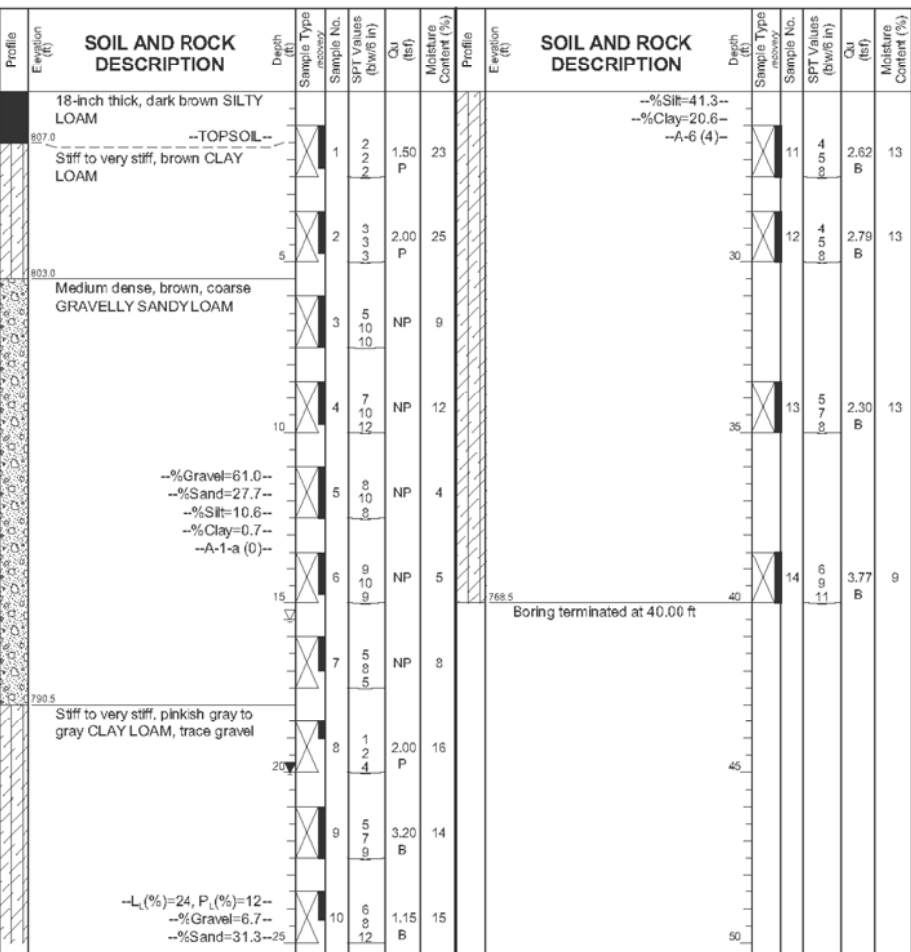 Profile
Elevation (ft)
SOIL AND ROCK
DESCRIPTION
Depth (ft)
Sample Type
recovery
Sample No.
SPT Values (blw/6 in)
Qu (tsf)
Moisture Content (%)
18-inch thick, dark brown SILTY
LOAM
807.0 --TOPSOIL--
Stiff to very stiff, brown CLAY
LOAM
1 2 2 2 1.50 P 23
2 3 3 3 2.00 P 25
5
803.0
Medium dense, brown, coarse
GRAVELLY SANDY LOAM
3 5 10 10 NP 9
4 7 10 12 NP 12
10
--%Gravel=61.0--
--%Sand=27.7--
--%Silt=10.6--
--%Clay=0.7--
--A-1-a (0)--
5 8 10 8 NP 4
6 9 10 9 NP 5
15
7 5 8 5 NP 8
790.5
Stiff to very stiff, pinkish gray to
gray CLAY LOAM, trace gravel
8 1 2 4 2.00 P 16
20
9 5 7 9 3.20 B 14
--LL(%)=24, PL(%)=12--
--%Gravel=6.7--
--%Sand=31.3--25
10 6 8 12 1.15 B 15
Profile
Elevation (ft)
SOIL AND ROCK
DESCRIPTION
Depth (ft)
Sample Type
recovery
Sample No.
SPT Values (blw/6 in)
Qu (tsf)
Moisture Content (%)
--%Silt=41.3--
--%Clay=20.6--
--A-6 (4)--
11 4 5 8 2.62 B 13
12 4 5 8 2.79 B 13
30
13 5 7 8 2.30 B 13
35
14 6 9 11 3.77 B 9
40
768.5
Boring terminated at 40.00 ft
45
50